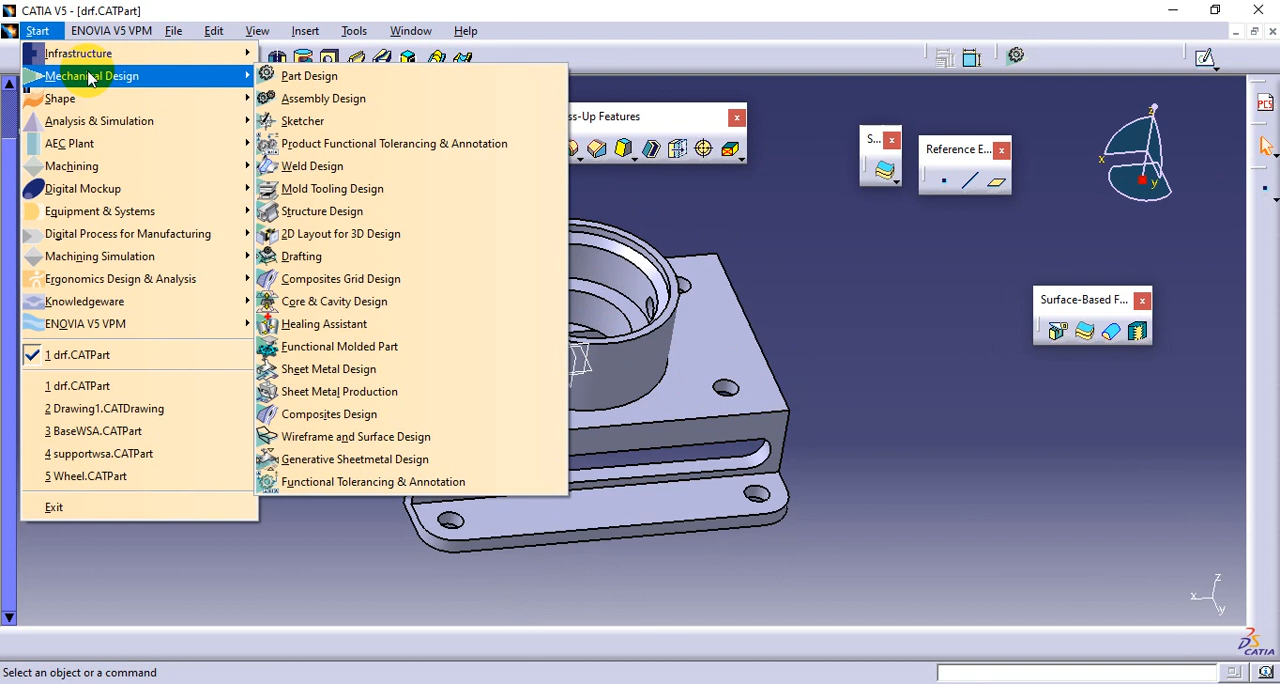 CATIA V5 - [drf.CATPart]
Start ENOVIA V5 VPM File Edit View Insert Tools Window Help
Infrastructure
Mechanical Design
Shape
Analysis & Simulation
AEC Plant
Machining
Digital Mockup
Equipment & Systems
Digital Process for Manufacturing
Machining Simulation
Ergonomics Design & Analysis
Knowledgeware
ENOVIA V5 VPM
1 drf.CATPart
1 drf.CATPart
2 Drawing1.CATDrawing
3 BaseWSA.CATPart
4 supportwsa.CATPart
5 Wheel.CATPart
Exit
Part Design
Assembly Design
Sketcher
Product Functional Tolerancing & Annotation
Weld Design
Mold Tooling Design
Structure Design
2D Layout for 3D Design
Drafting
Composites Grid Design
Core & Cavity Design
Healing Assistant
Functional Molded Part
Sheet Metal Design
Sheet Metal Production
Composites Design
Wireframe and Surface Design
Generative Sheetmetal Design
Functional Tolerancing & Annotation
ss-Up Features
S...
Reference E...
Surface-Based F...
PCS
z
x
y
z
x
y
CATIA
Select an object or a command